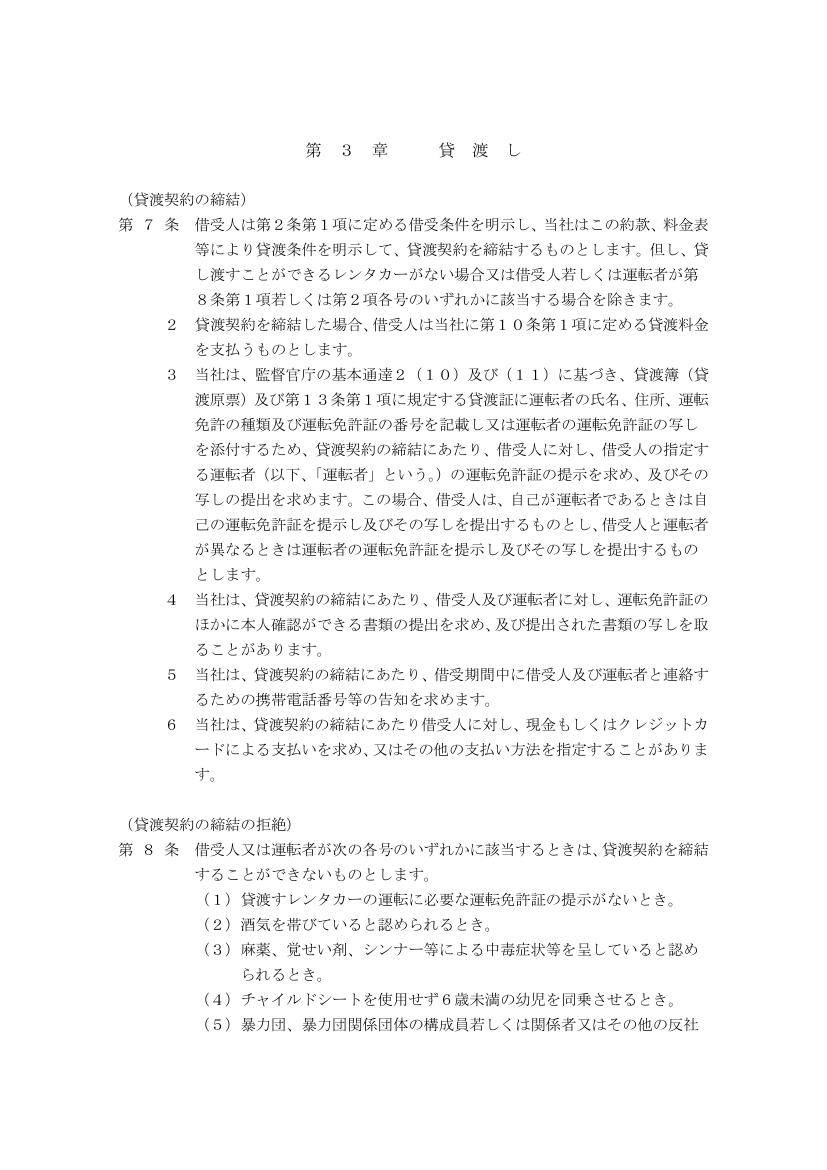 第　３　章　　　貸　渡　し
（貸渡契約の締結）
第　７　条　借受人は第２条第１項に定める借受条件を明示し、当社はこの約款、料金表
等により貸渡条件を明示して、貸渡契約を締結するものとします。但し、貸
し渡すことができるレンタカーがない場合又は借受人若しくは運転者が第
８条第１項若しくは第２項各号のいずれかに該当する場合を除きます。
２　貸渡契約を締結した場合、借受人は当社に第１０条第１項に定める貸渡料金
を支払うものとします。
３　当社は、監督官庁の基本通達２（１０）及び（１１）に基づき、貸渡簿（貸
渡原票）及び第１３条第１項に規定する貸渡証に運転者の氏名、住所、運転
免許の種類及び運転免許証の番号を記載し又は運転者の運転免許証の写し
を添付するため、貸渡契約の締結にあたり、借受人に対し、借受人の指定す
る運転者（以下、「運転者」という。）の運転免許証の提示を求め、及びその
写しの提出を求めます。この場合、借受人は、自己が運転者であるときは自
己の運転免許証を提示し及びその写しを提出するものとし、借受人と運転者
が異なるときは運転者の運転免許証を提示し及びその写しを提出するもの
とします。
４　当社は、貸渡契約の締結にあたり、借受人及び運転者に対し、運転免許証の
ほかに本人確認ができる書類の提出を求め、及び提出された書類の写しを取
ることがあります。
５　当社は、貸渡契約の締結にあたり、借受期間中に借受人及び運転者と連絡す
るための携帯電話番号等の告知を求めます。
６　当社は、貸渡契約の締結にあたり借受人に対し、現金もしくはクレジットカ
ードによる支払いを求め、又はその他の支払い方法を指定することがありま
す。
（貸渡契約の締結の拒絶）
第　８　条　借受人又は運転者が次の各号のいずれかに該当するときは、貸渡契約を締結
することができないものとします。
（１）貸渡すレンタカーの運転に必要な運転免許証の提示がないとき。
（２）酒気を帯びていると認められるとき。
（３）麻薬、覚せい剤、シンナー等による中毒症状等を呈していると認め
られるとき。
（４）チャイルドシートを使用せず６歳未満の幼児を同乗させるとき。
（５）暴力団、暴力団関係団体の構成員若しくは関係者又はその他の反社